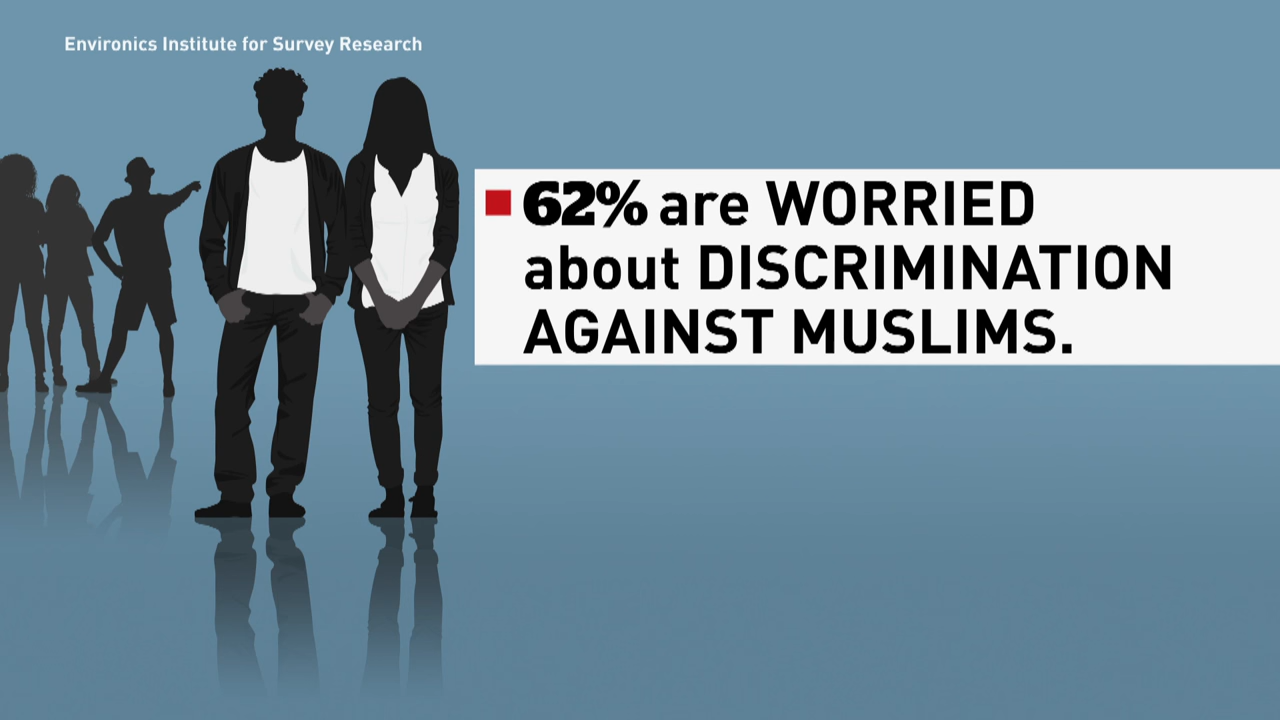 Environics Institute for Survey Research
62% are WORRIED
about DISCRIMINATION
AGAINST MUSLIMS.